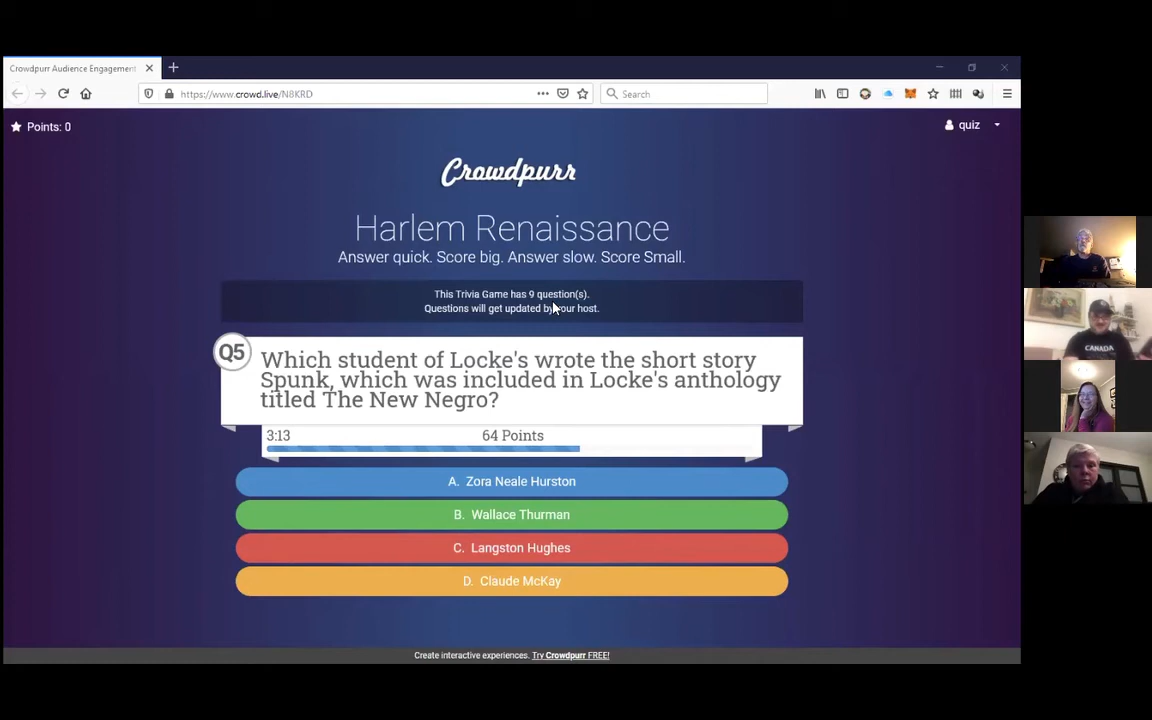 Crowdpurr Audience Engagement
https://www.crowd.live/N8KRD
Search
Points: 0
quiz
Crowdpurr
Harlem Renaissance
Answer quick. Score big. Answer slow. Score Small.
This Trivia Game has 9 question(s).
Questions will get updated by your host.
Q5
Which student of Locke's wrote the short story
Spunk, which was included in Locke's anthology
titled The New Negro?
3:13 64 Points
A. Zora Neale Hurston
B. Wallace Thurman
C. Langston Hughes
D. Claude McKay
Create interactive experiences. Try Crowdpurr FREE!
CANADA